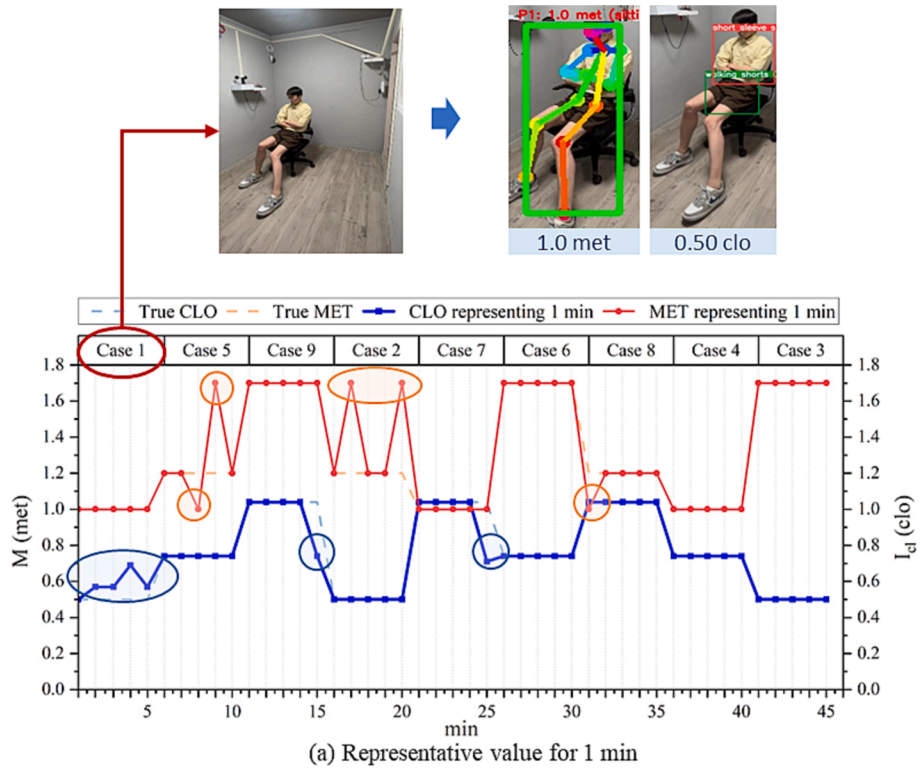 P1: 1.0 met (sitti
short_sleeve_s
walking_shorts
1.0 met
0.50 clo
True CLO
True MET
CLO representing 1 min
MET representing 1 min
Case 1
Case 5
Case 9
Case 2
Case 7
Case 6
Case 8
Case 4
Case 3
1.8
1.6
1.4
1.2
1.0
0.8
0.6
0.4
0.2
0.0
M (met)
1.8
1.6
1.4
1.2
1.0
0.8
0.6
0.4
0.2
0.0
I_cl (clo)
5
10
15
20
25
30
35
40
45
min
(a) Representative value for 1 min